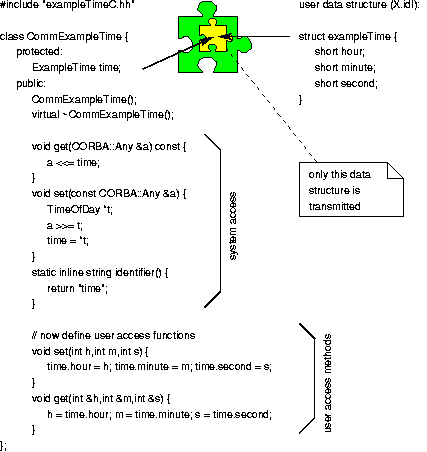 #include "exampleTimeC.hh"
class CommExampleTime {
protected:
ExampleTime time;
public:
CommExampleTime();
virtual ~CommExampleTime();
void get(CORBA::Any &a) const {
a <<= time;
}
void set(const CORBA::Any &a) {
TimeOfDay *t;
a >>= t;
time = *t;
}
static inline string identifier() {
return "time";
}
// now define user access functions
void set(int h,int m,int s) {
time.hour = h; time.minute = m; time.second = s;
}
void get(int &h,int &m,int &s) {
h = time.hour; m = time.minute; s = time.second;
}
};
system access
user access methods
user data structure (X.idl):
struct exampleTime {
short hour;
short minute;
short second;
}
only this data
structure is
transmitted